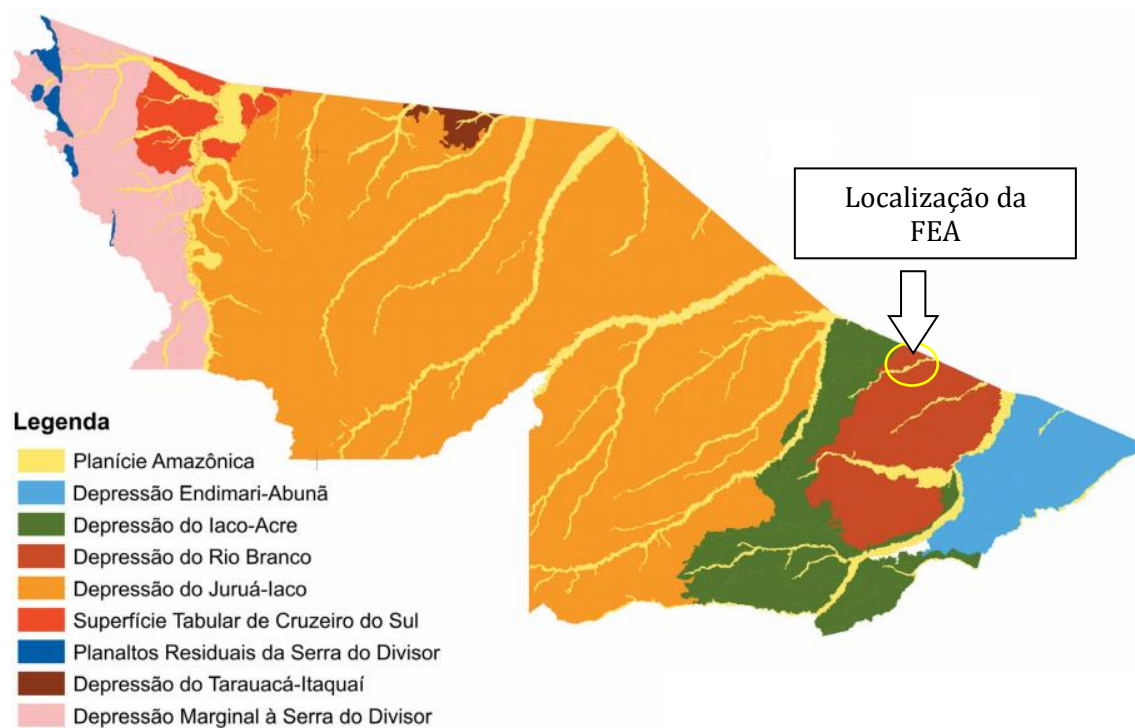 Localização da
FEA
Legenda
Planície Amazônica
Depressão Endimari-Abunã
Depressão do Iaco-Acre
Depressão do Rio Branco
Depressão do Juruá-Iaco
Superfície Tabular de Cruzeiro do Sul
Planaltos Residuais da Serra do Divisor
Depressão do Tarauacá-Itaquaí
Depressão Marginal à Serra do Divisor